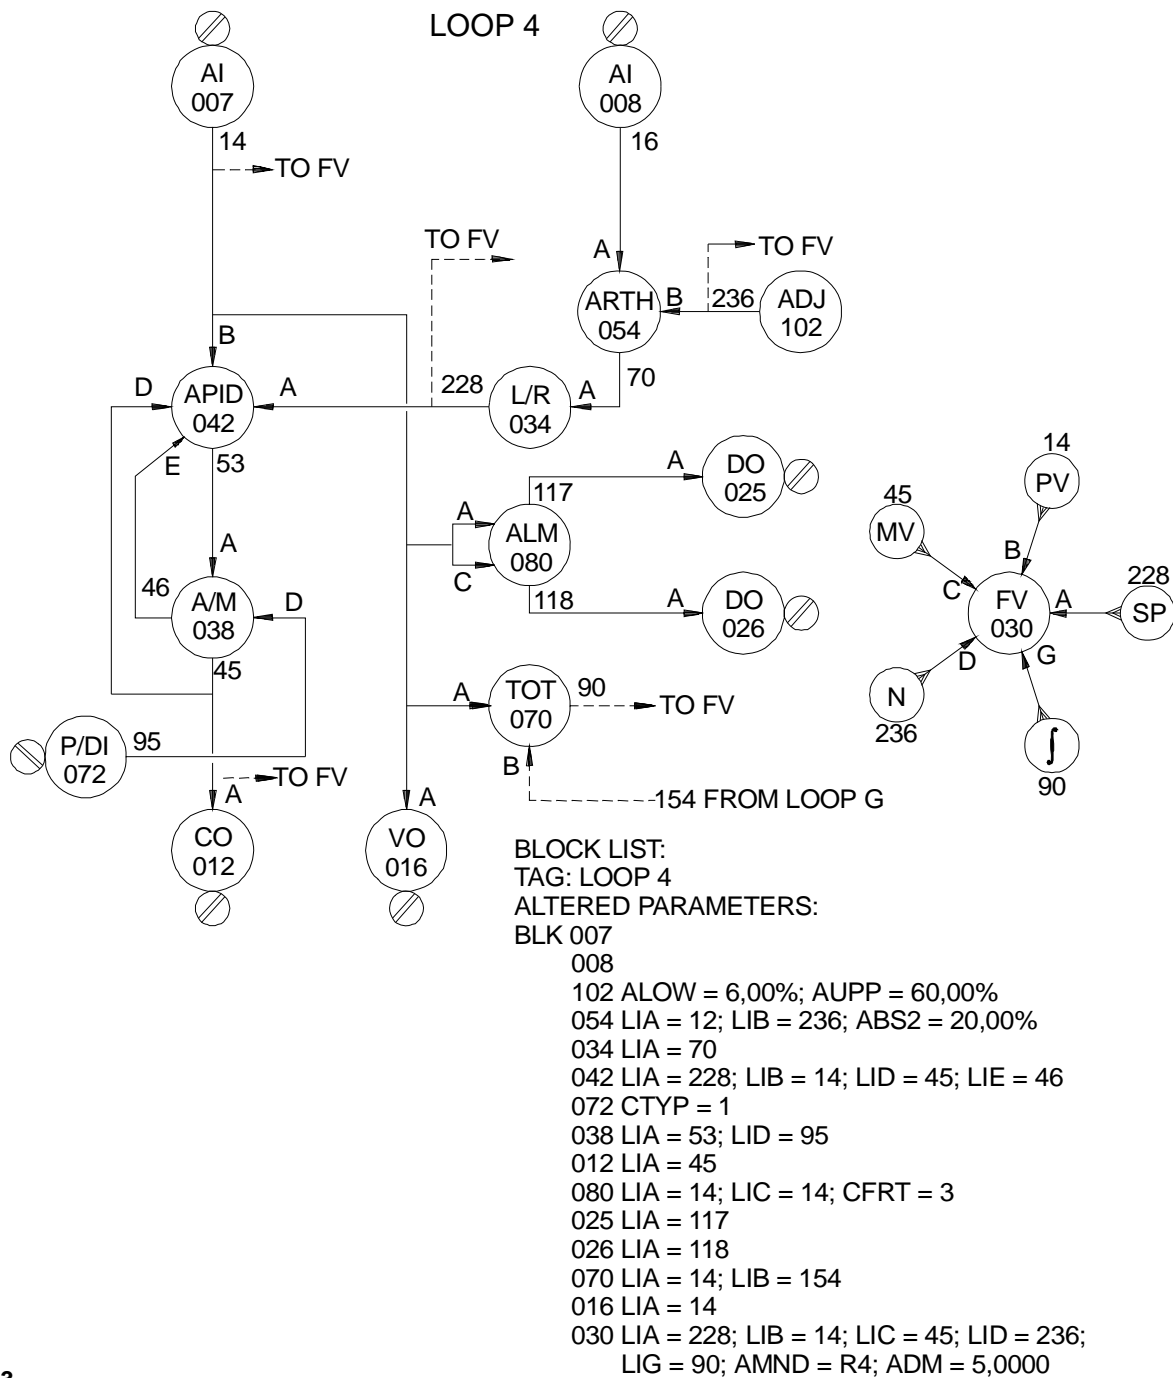 LOOP 4
AI
007
AI
008
14
16
TO FV
TO FV
TO FV
A
ARTH
054
B
236
ADJ
102
B
70
D
APID
042
A
228
L/R
034
A
E
53
A
DO
025
14
PV
117
45
MV
A
ALM
080
A
B
46
A/M
038
D
C
118
A
DO
026
C
FV
030
A
228
SP
45
D
G
A
TOT
070
90
TO FV
N
236
P/DI
072
95
∫
90
TO FV
B
A
A
154 FROM LOOP G
CO
012
VO
016
BLOCK LIST:
TAG: LOOP 4
ALTERED PARAMETERS:
BLK 007
008
102 ALOW = 6,00%; AUPP = 60,00%
054 LIA = 12; LIB = 236; ABS2 = 20,00%
034 LIA = 70
042 LIA = 228; LIB = 14; LID = 45; LIE = 46
072 CTYP = 1
038 LIA = 53; LID = 95
012 LIA = 45
080 LIA = 14; LIC = 14; CFRT = 3
025 LIA = 117
026 LIA = 118
070 LIA = 14; LIB = 154
016 LIA = 14
030 LIA = 228; LIB = 14; LIC = 45; LID = 236;
LIG = 90; AMND = R4; ADM = 5,0000